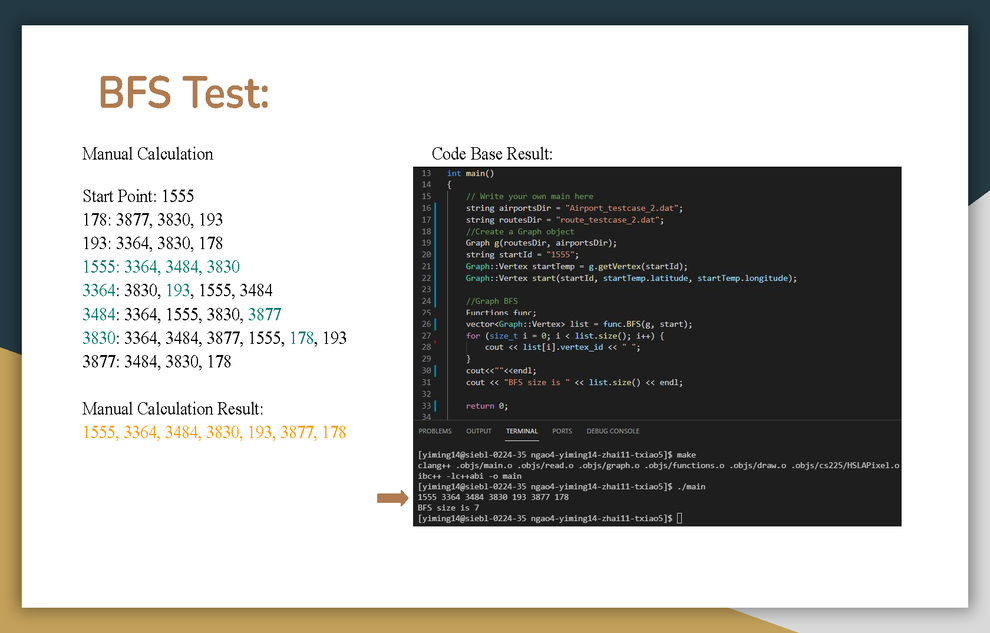 BFS Test:
Manual Calculation
Start Point: 1555
178: 3877, 3830, 193
193: 3364, 3830, 178
1555: 3364, 3484, 3830
3364: 3830, 193, 1555, 3484
3484: 3364, 1555, 3830, 3877
3830: 3364, 3484, 3877, 1555, 178, 193
3877: 3484, 3830, 178
Manual Calculation Result:
1555, 3364, 3484, 3830, 193, 3877, 178
Code Base Result:
13 int main()
14 {
15 // Write your own main here
16 string airportsDir = "Airport_testcase_2.dat";
17 string routesDir = "route_testcase_2.dat";
18 //Create a Graph object
19 Graph g(routesDir, airportsDir);
20 string startId = "1555";
21 Graph::Vertex startTemp = g.getVertex(startId);
22 Graph::Vertex start(startId, startTemp.latitude, startTemp.longitude);
23
24 //Graph BFS
25 Functions func;
26 vector<Graph::Vertex> list = func.BFS(g, start);
27 for (size_t i = 0; i < list.size(); i++) {
28 cout << list[i].vertex_id << " ";
29 }
30 cout<<""<<endl;
31 cout << "BFS size is " << list.size() << endl;
32
33 return 0;
34
PROBLEMS OUTPUT TERMINAL PORTS DEBUG CONSOLE
[yiming14@siebl-0224-35 ngao4-yiming14-zhai11-txiao5]$ make
clang++ .objs/main.o .objs/read.o .objs/graph.o .objs/functions.o .objs/draw.o .objs/cs225/HSLAPixel.o
ibc++ -lc++abi -o main
[yiming14@siebl-0224-35 ngao4-yiming14-zhai11-txiao5]$ ./main
1555 3364 3484 3830 193 3877 178
BFS size is 7
[yiming14@siebl-0224-35 ngao4-yiming14-zhai11-txiao5]$